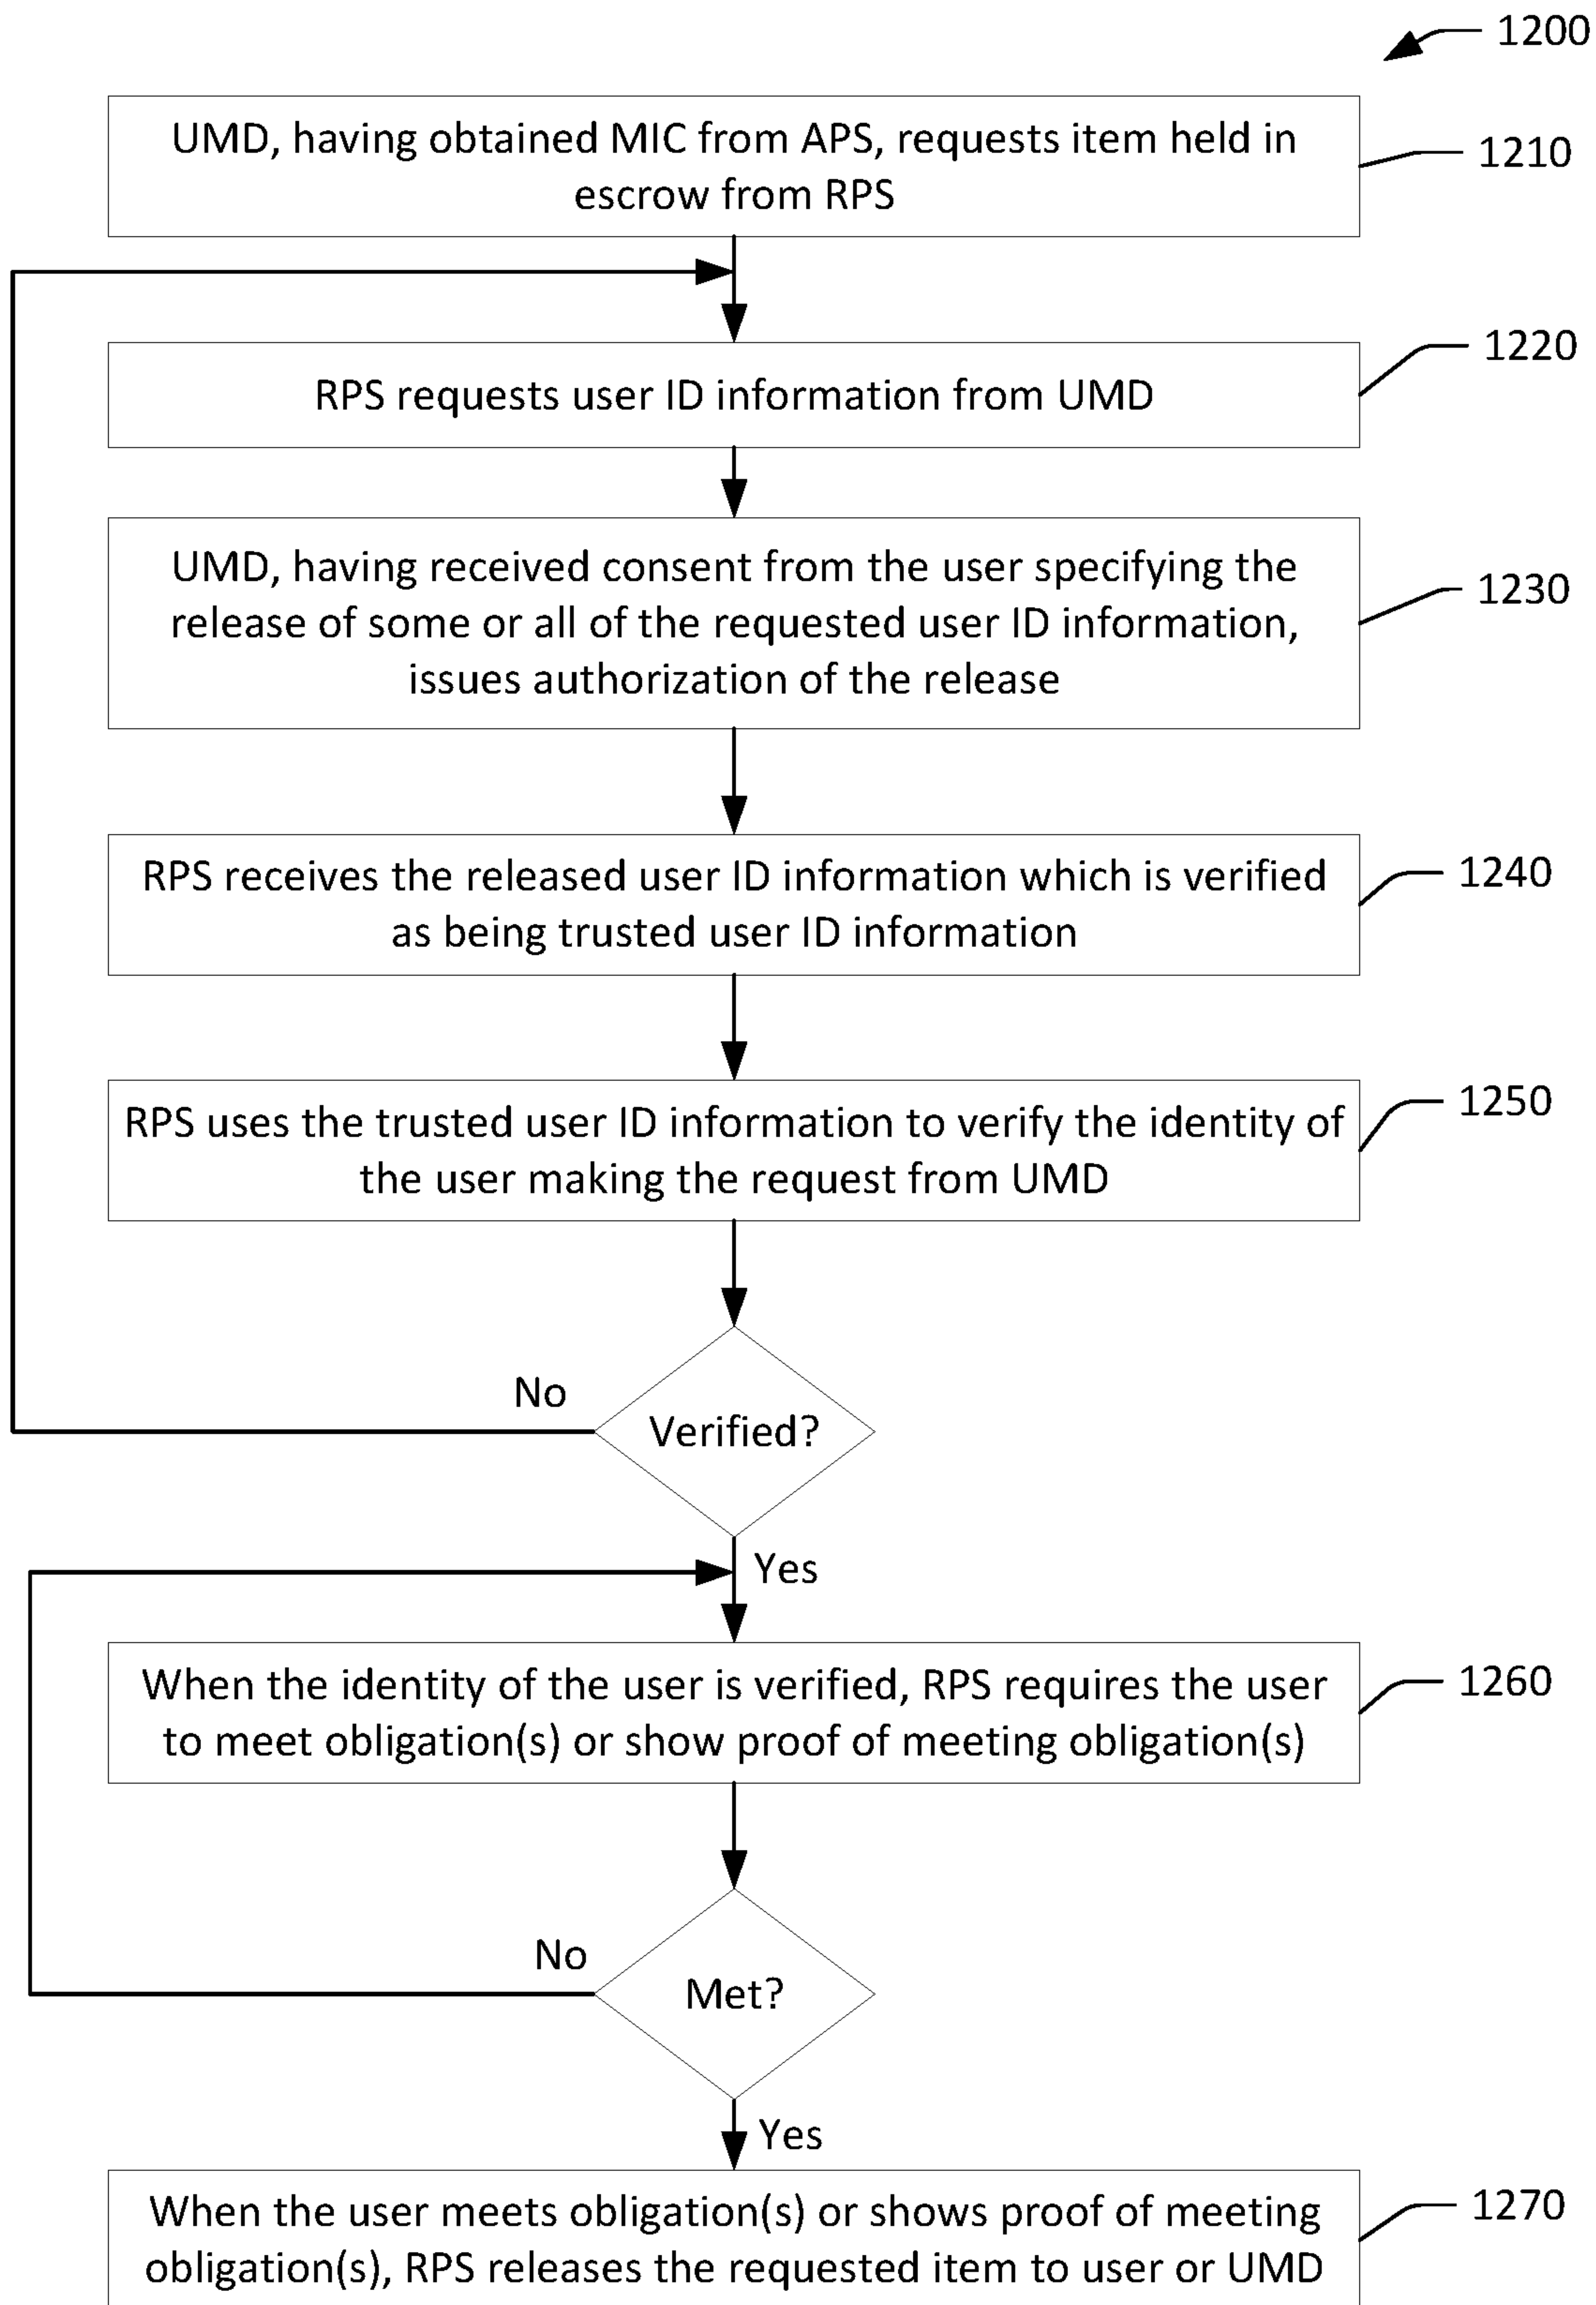 1200
UMD, having obtained MIC from APS, requests item held in
escrow from RPS
1210
RPS requests user ID information from UMD
1220
UMD, having received consent from the user specifying the
release of some or all of the requested user ID information,
issues authorization of the release
1230
RPS receives the released user ID information which is verified
as being trusted user ID information
1240
RPS uses the trusted user ID information to verify the identity of
the user making the request from UMD
1250
No
Verified?
Yes
When the identity of the user is verified, RPS requires the user
to meet obligation(s) or show proof of meeting obligation(s)
1260
No
Met?
Yes
When the user meets obligation(s) or shows proof of meeting
obligation(s), RPS releases the requested item to user or UMD
1270